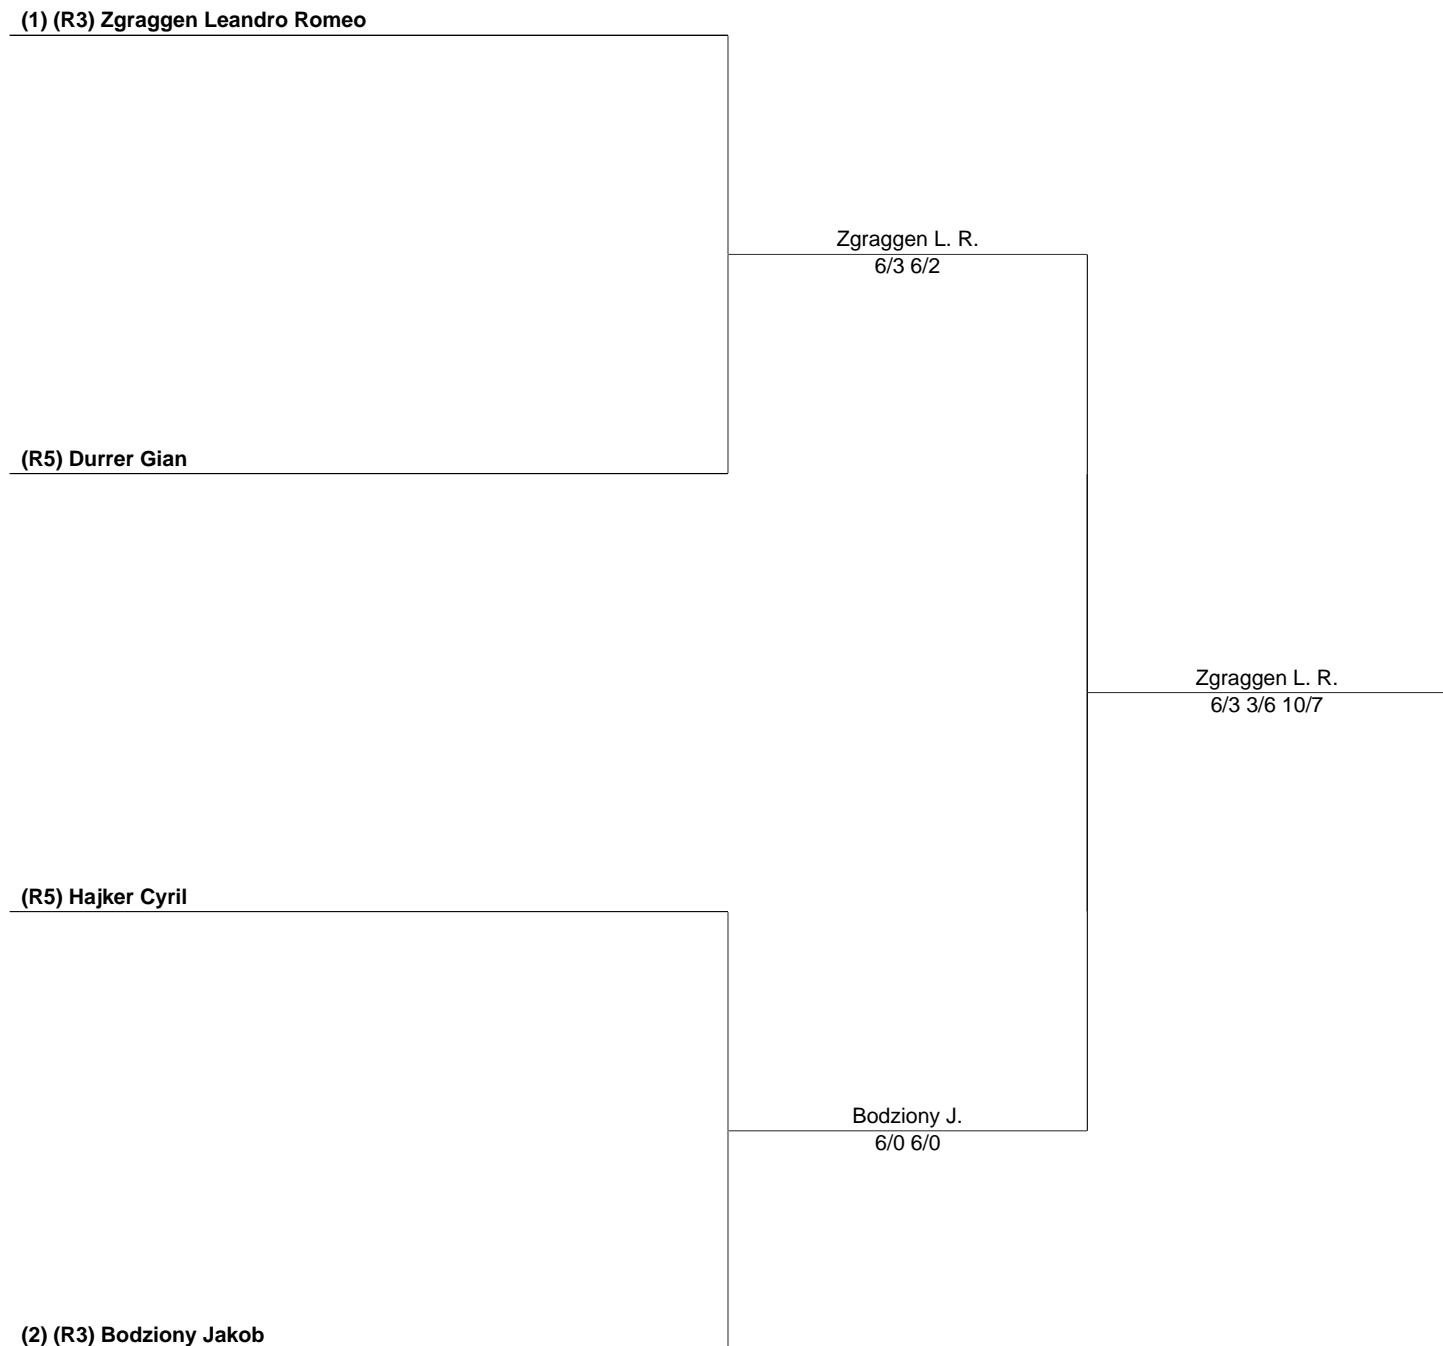 (1) (R3) Zgraggen Leandro Romeo
Zgraggen L. R.
6/3 6/2
(R5) Durrer Gian
Zgraggen L. R.
6/3 3/6 10/7
(R5) Hajker Cyril
Bodziony J.
6/0 6/0
(2) (R3) Bodziony Jakob